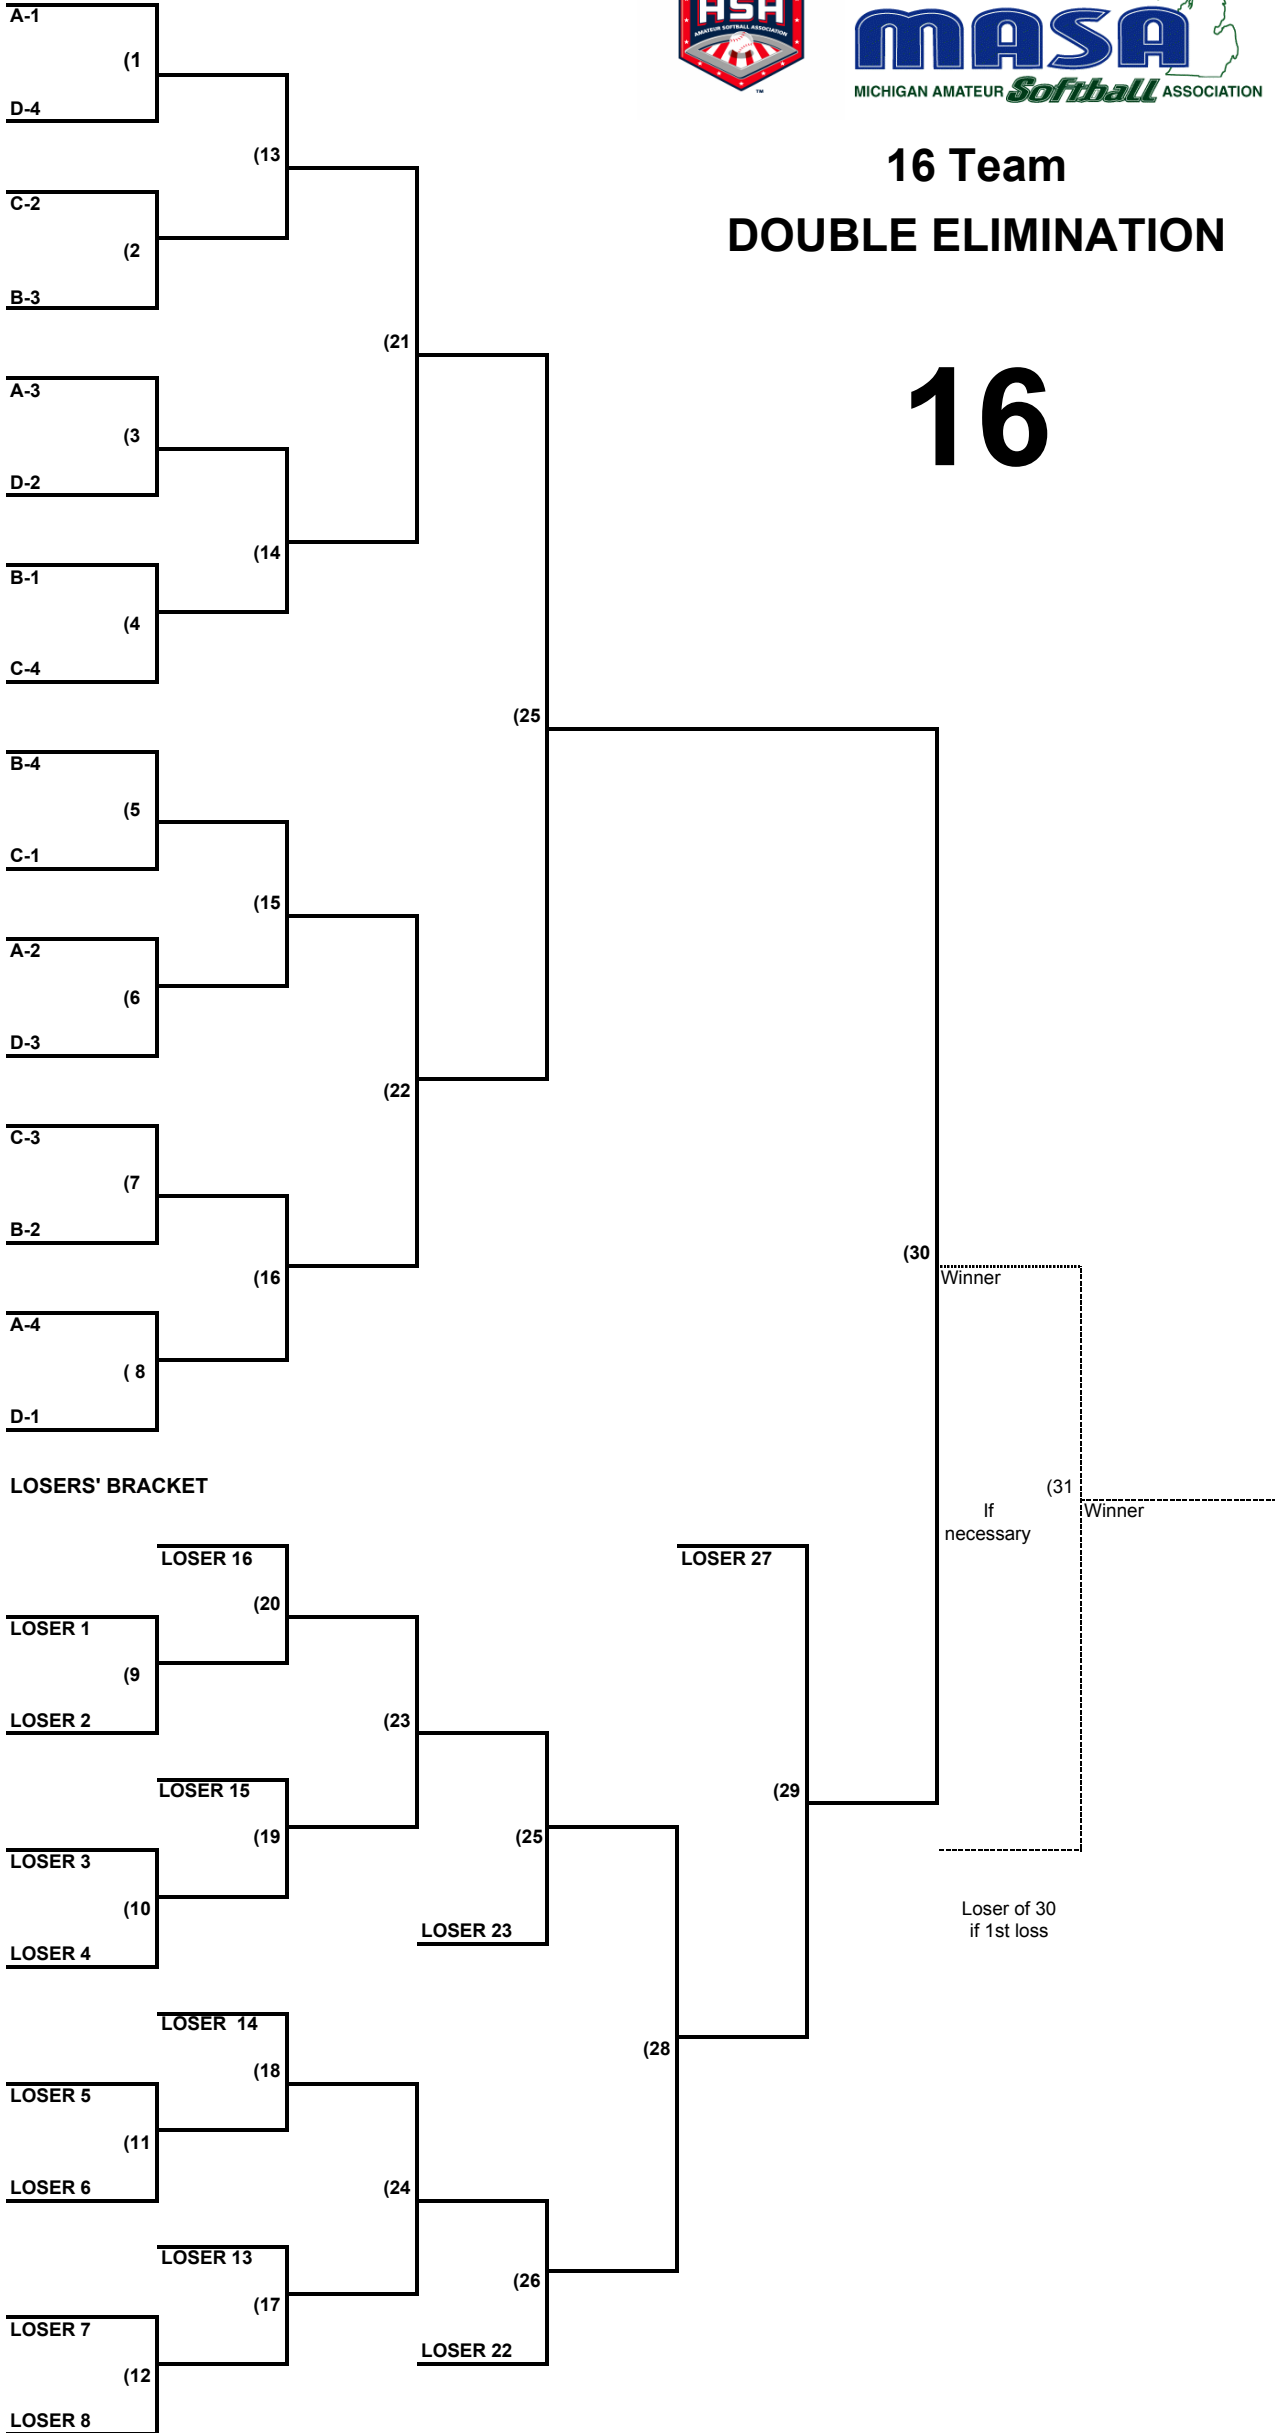 ASA
AMATEUR SOFTBALL ASSOCIATION
TM
MASA
MICHIGAN AMATEUR Softball ASSOCIATION
16 Team
DOUBLE ELIMINATION
16
A-1
(1
D-4
(13
C-2
(2
B-3
(21
A-3
(3
D-2
(14
B-1
(4
C-4
(25
B-4
(5
C-1
(15
A-2
(6
D-3
(22
C-3
(7
B-2
(16
A-4
( 8
D-1
(30
Winner
LOSERS' BRACKET
(31
Winner
If
necessary
LOSER 16
LOSER 27
(20
LOSER 1
(9
LOSER 2
(23
LOSER 15
(29
(19
(25
LOSER 3
(10
LOSER 4
LOSER 23
Loser of 30
if 1st loss
LOSER 14
(28
(18
LOSER 5
(11
LOSER 6
(24
LOSER 13
(26
(17
LOSER 7
LOSER 22
(12
LOSER 8